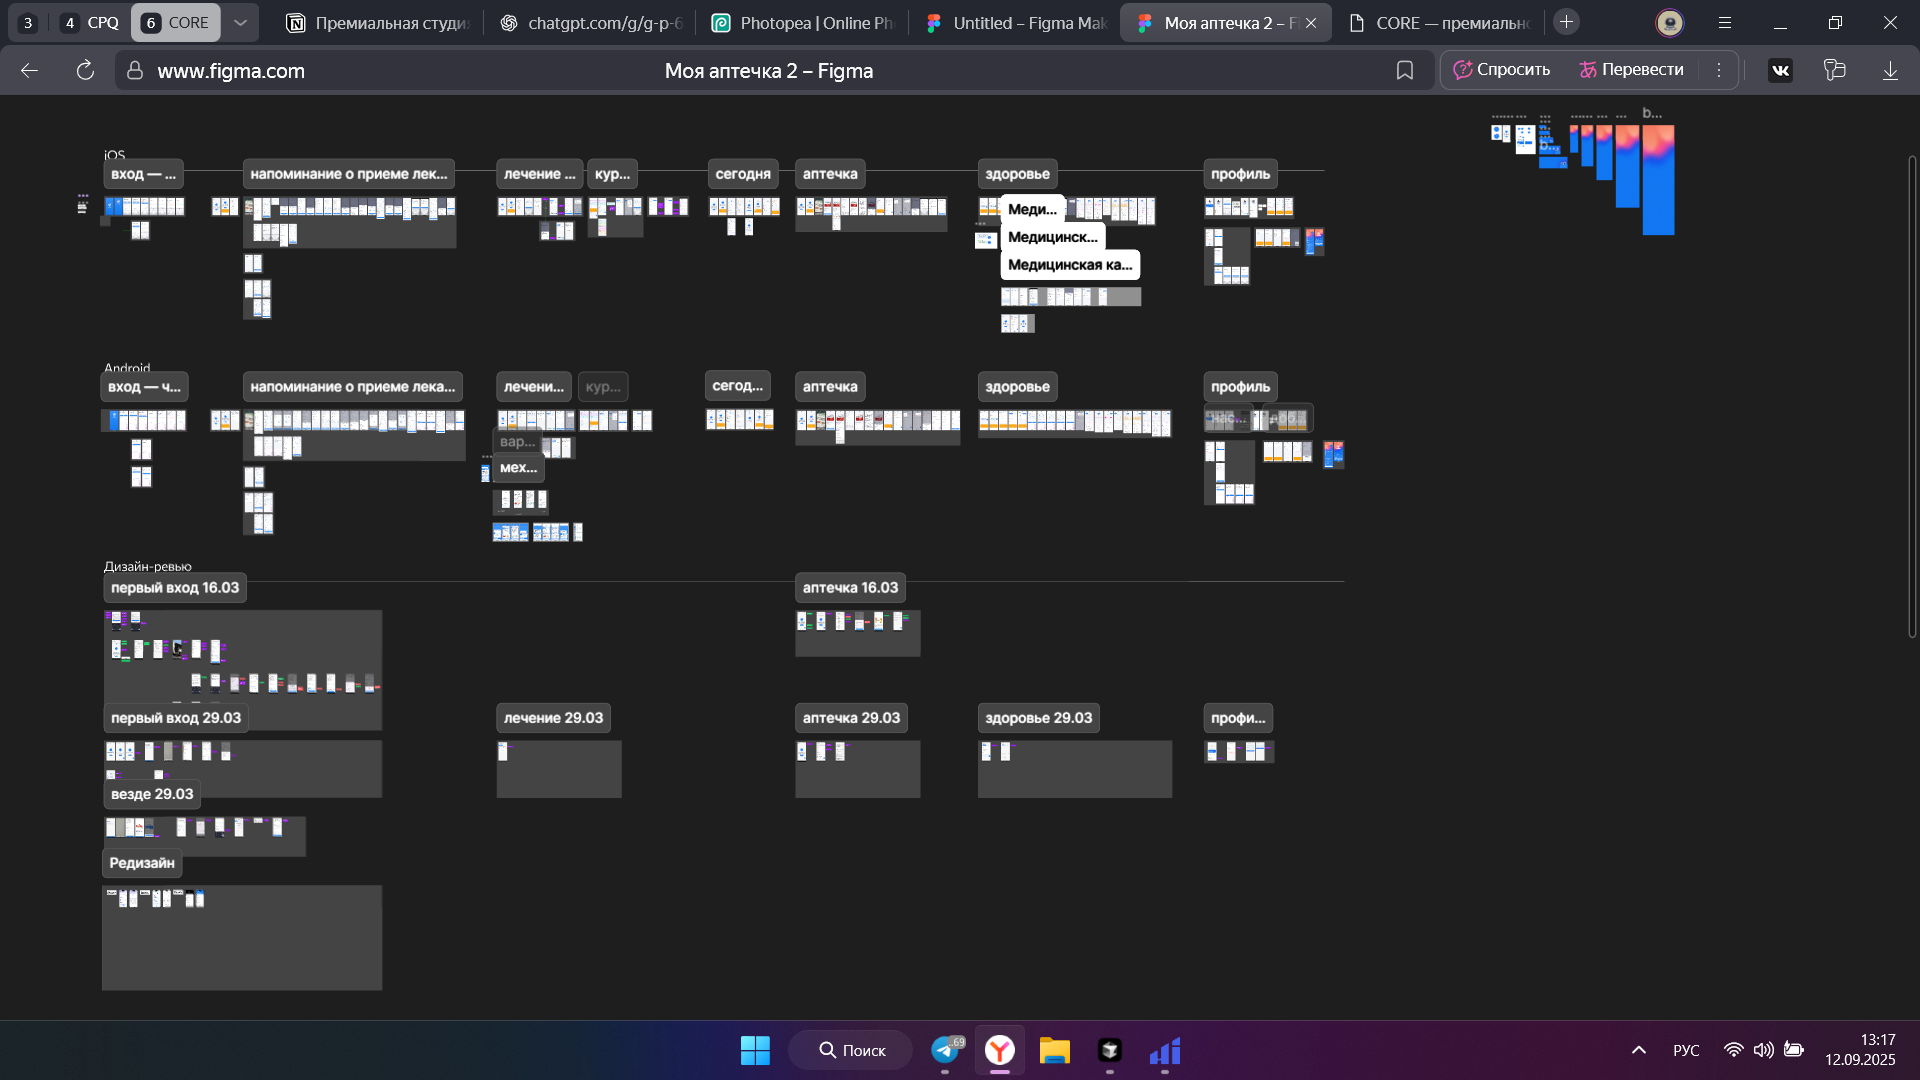 3
4 CPQ
6 CORE
Премиальная студия
chatgpt.com/g/g-p-6
Photopea | Online Ph
Untitled – Figma Mak
Моя аптечка 2 – F
CORE — премиально
www.figma.com
Моя аптечка 2 – Figma
Спросить
Перевести
b...
iOS
вход — ...
напоминание о приеме лек...
лечение ...
кур...
сегодня
аптечка
здоровье
профиль
Меди...
Медицинск...
Медицинская ка...
Android
вход — ч...
напоминание о приеме лека...
лечени...
кур...
сегод...
аптечка
здоровье
профиль
вар...
мех...
Дизайн-ревью
первый вход 16.03
аптечка 16.03
первый вход 29.03
лечение 29.03
аптечка 29.03
здоровье 29.03
профи...
везде 29.03
Редизайн
Поиск
69
РУС
13:17
12.09.2025